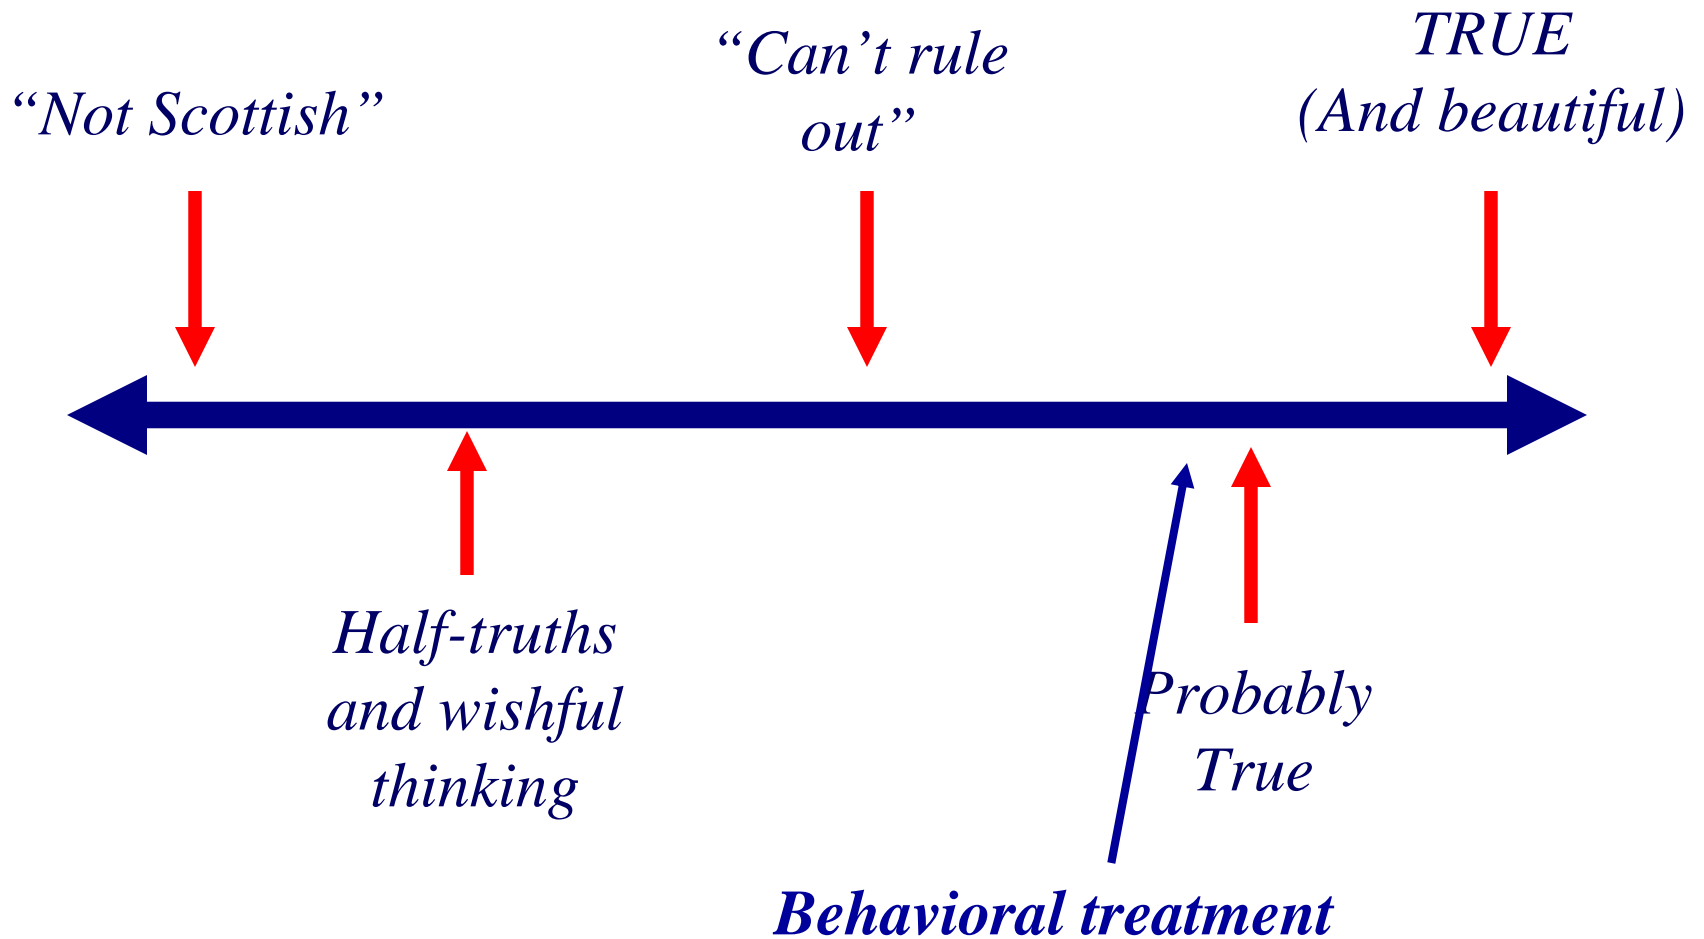 “Not Scottish”
“Can’t rule
out”
TRUE
(And beautiful)
Half-truths
and wishful
thinking
Probably
True
Behavioral treatment